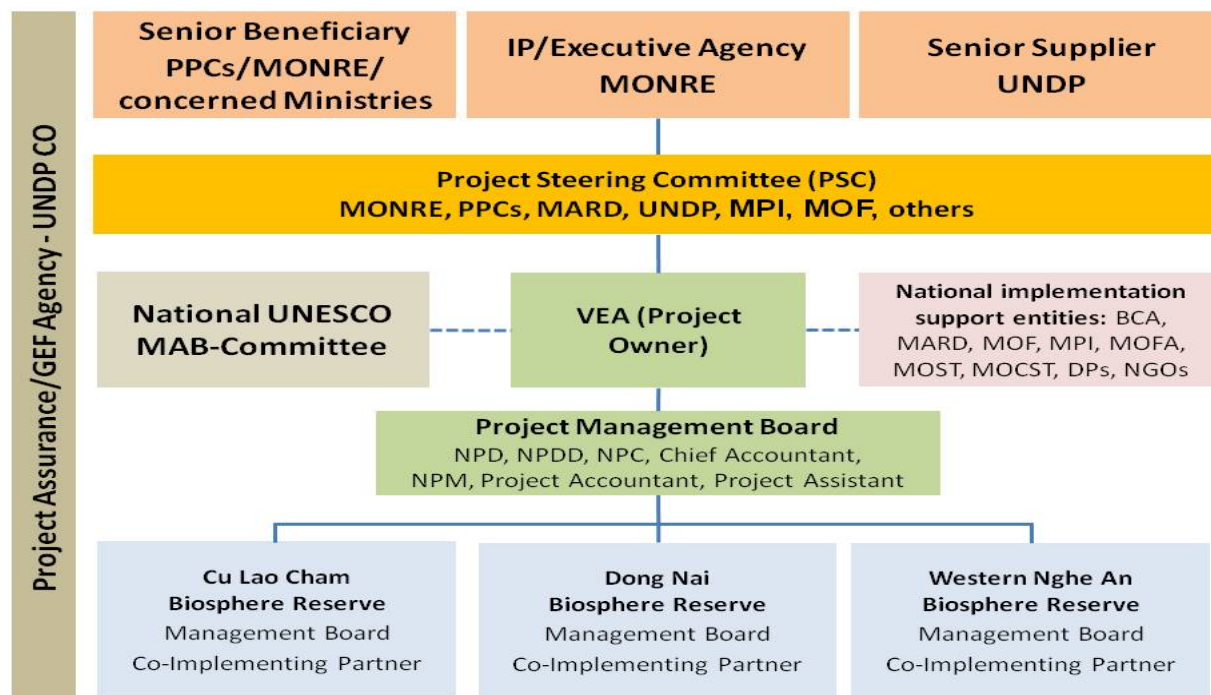 Project Assurance/GEF Agency - UNDP CO
Senior Beneficiary
PPCs/MONRE/
concerned Ministries
IP/Executive Agency
MONRE
Senior Supplier
UNDP
Project Steering Committee (PSC)
MONRE, PPCs, MARD, UNDP, MPI, MOF, others
National UNESCO
MAB-Committee
VEA (Project
Owner)
National implementation
support entities: BCA,
MARD, MOF, MPI, MOFA,
MOST, MOCST, DPs, NGOs
Project Management Board
NPD, NPDD, NPC, Chief Accountant,
NPM, Project Accountant, Project Assistant
Cu Lao Cham
Biosphere Reserve
Management Board
Co-Implementing Partner
Dong Nai
Biosphere Reserve
Management Board
Co-Implementing Partner
Western Nghe An
Biosphere Reserve
Management Board
Co-Implementing Partner